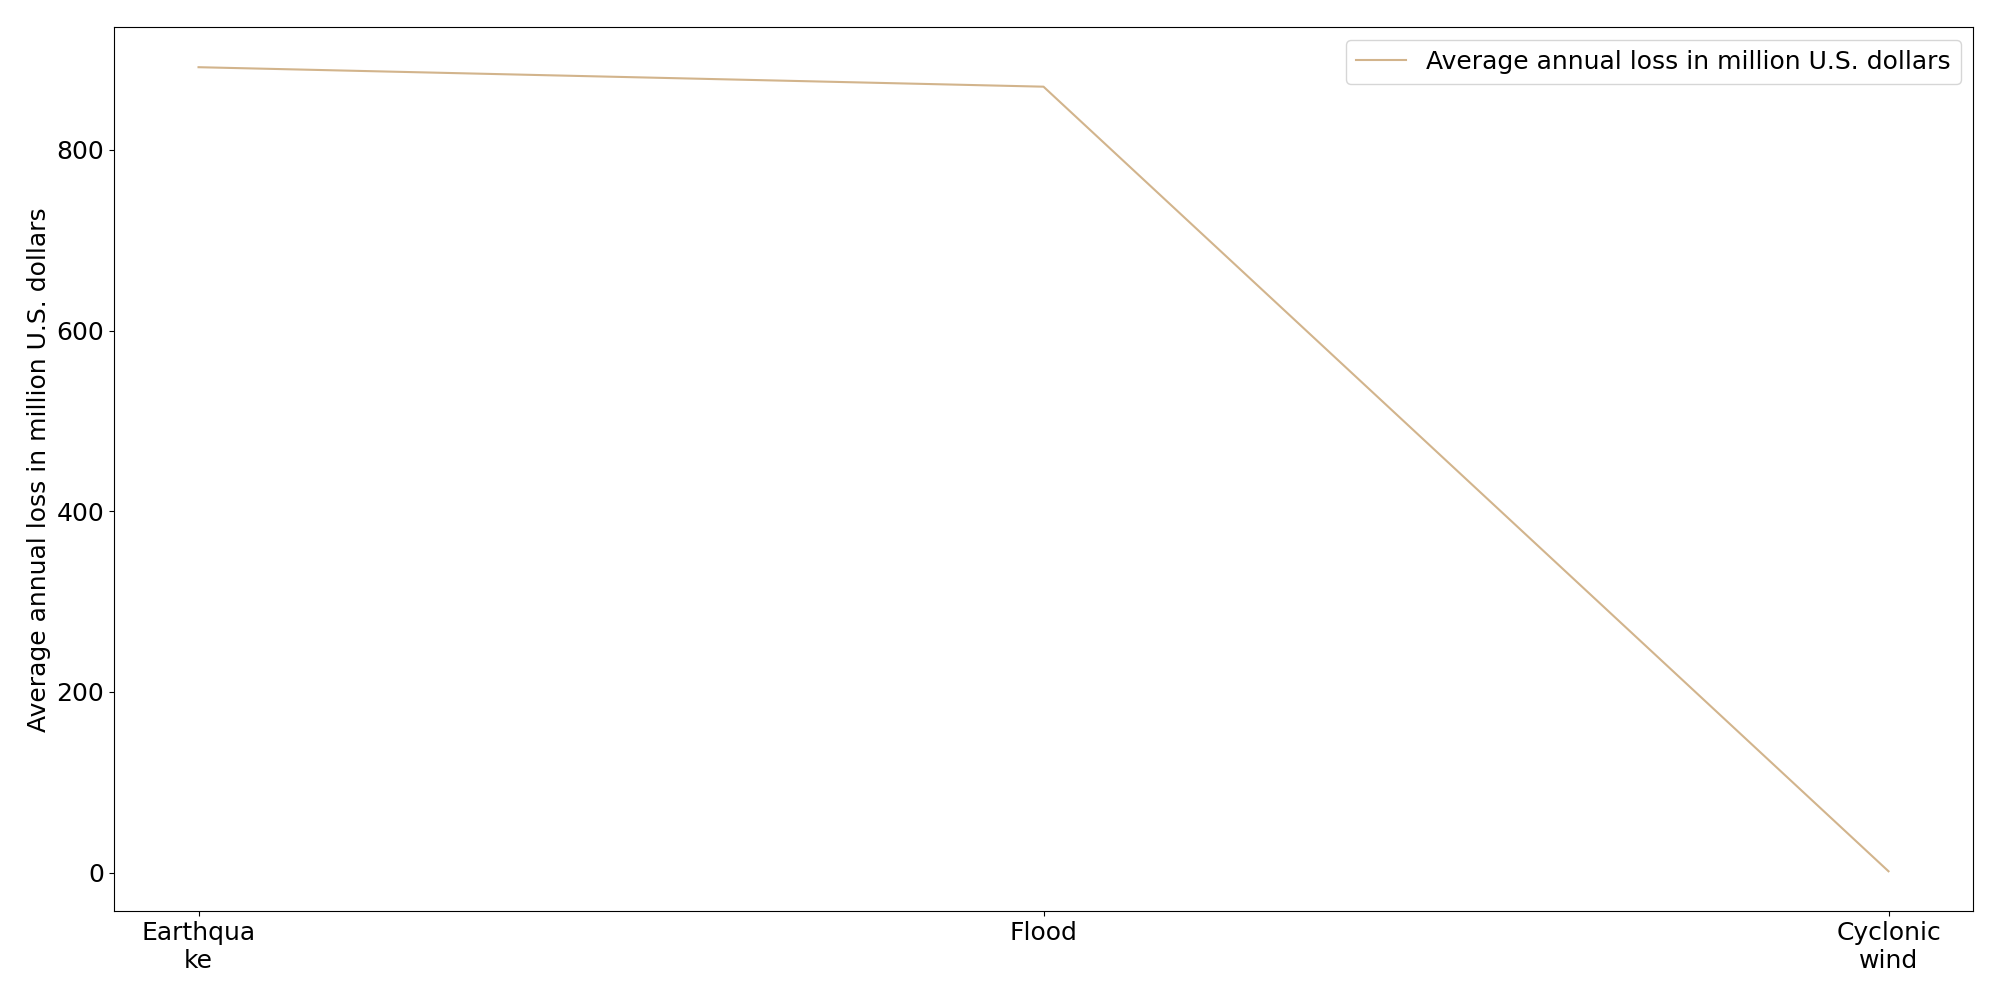 Average annual loss in million U.S. dollars
Average annual loss in million U.S. dollars
800
600
400
200
0
Earthqua
ke
Flood
Cyclonic
wind